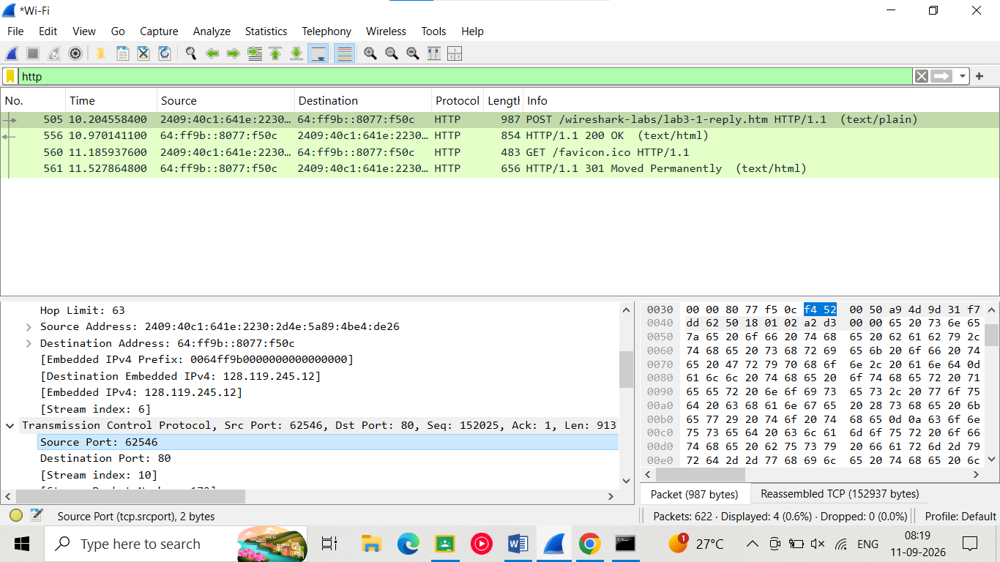 *Wi-Fi
File Edit View Go Capture Analyze Statistics Telephony Wireless Tools Help
http
No. Time Source Destination Protocol Length Info
505 10.204558400 2409:40c1:641e:2230… 64:ff9b::8077:f50c HTTP 987 POST /wireshark-labs/lab3-1-reply.htm HTTP/1.1 (text/plain)
556 10.970141100 64:ff9b::8077:f50c 2409:40c1:641e:2230… HTTP 854 HTTP/1.1 200 OK (text/html)
560 11.185937600 2409:40c1:641e:2230… 64:ff9b::8077:f50c HTTP 483 GET /favicon.ico HTTP/1.1
561 11.527864800 64:ff9b::8077:f50c 2409:40c1:641e:2230… HTTP 656 HTTP/1.1 301 Moved Permanently (text/html)
Hop Limit: 63
Source Address: 2409:40c1:641e:2230:2d4e:5a89:4be4:de26
Destination Address: 64:ff9b::8077:f50c
[Embedded IPv4 Prefix: 0064ff9b0000000000000000]
[Destination Embedded IPv4: 128.119.245.12]
[Embedded IPv4: 128.119.245.12]
[Stream index: 6]
Transmission Control Protocol, Src Port: 62546, Dst Port: 80, Seq: 152025, Ack: 1, Len: 913
Source Port: 62546
Destination Port: 80
[Stream index: 10]
0030 00 00 80 77 f5 0c f4 52 00 50 a9 4d 9d 31 f7
0040 dd 62 50 18 01 02 a2 d3 00 00 65 20 73 6e 65
0050 7a 65 20 6f 66 20 74 68 65 20 62 61 62 79 2c
0060 74 68 65 20 73 68 72 69 65 6b 20 6f 66 20 74
0070 65 20 47 72 79 70 68 6f 6e 2c 20 61 6e 64 0d
0080 61 6c 6c 20 74 68 65 20 6f 74 68 65 72 20 71
0090 65 65 72 20 6e 6f 69 73 65 73 2c 20 77 6f 75
00a0 64 20 63 68 61 6e 67 65 20 28 73 68 65 20 6b
00b0 65 77 29 20 74 6f 20 74 68 65 0d 0a 63 6f 6e
00c0 75 73 65 64 20 63 6c 61 6d 6f 75 72 20 6f 66
00d0 74 68 65 20 62 75 73 79 20 66 61 72 6d 2d 79
00e0 72 64 2d 2d 77 68 69 6c 65 20 74 68 65 20 6c
Packet (987 bytes) Reassembled TCP (152937 bytes)
Source Port (tcp.srcport), 2 bytes Packets: 622 · Displayed: 4 (0.6%) · Dropped: 0 (0.0%) Profile: Default
Type here to search
1
27°C
ENG
08:19
11-09-2026